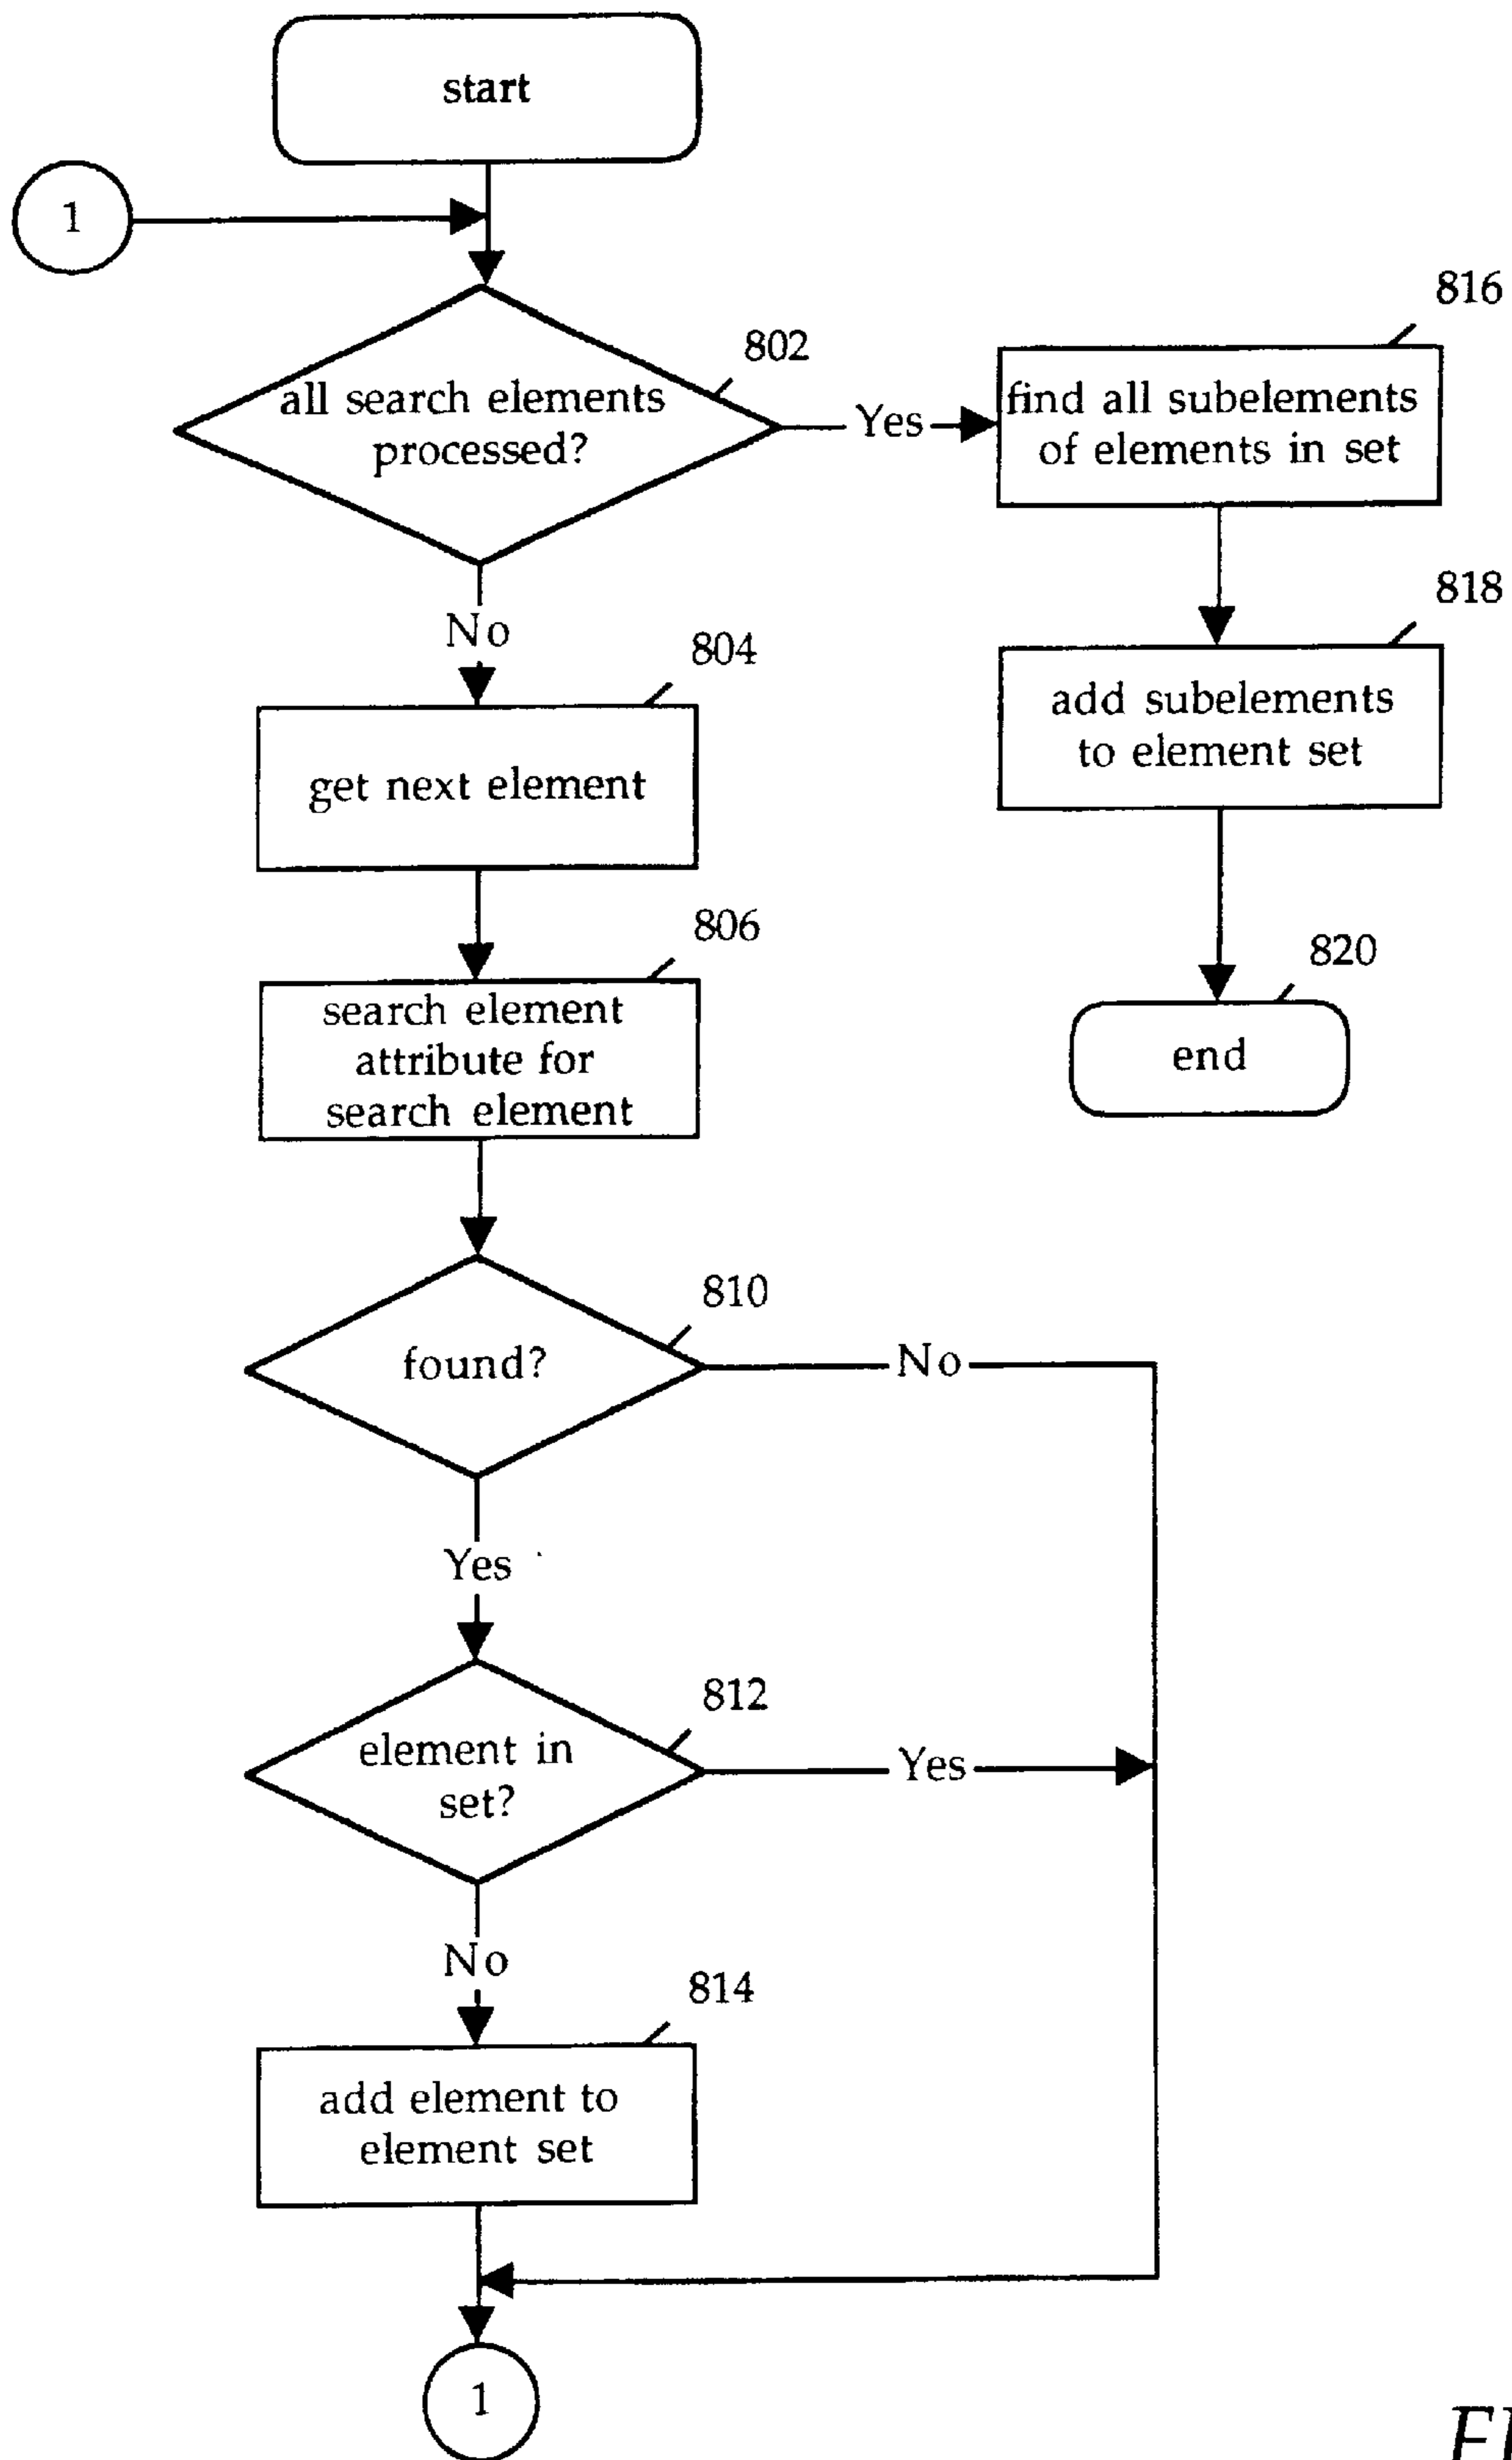 start
1
802
all search elements
processed?
Yes
816
find all subelements
of elements in set
No
818
add subelements
to element set
804
get next element
806
search element
attribute for
search element
820
end
810
found?
No
Yes
812
element in
set?
Yes
No
814
add element to
element set
1